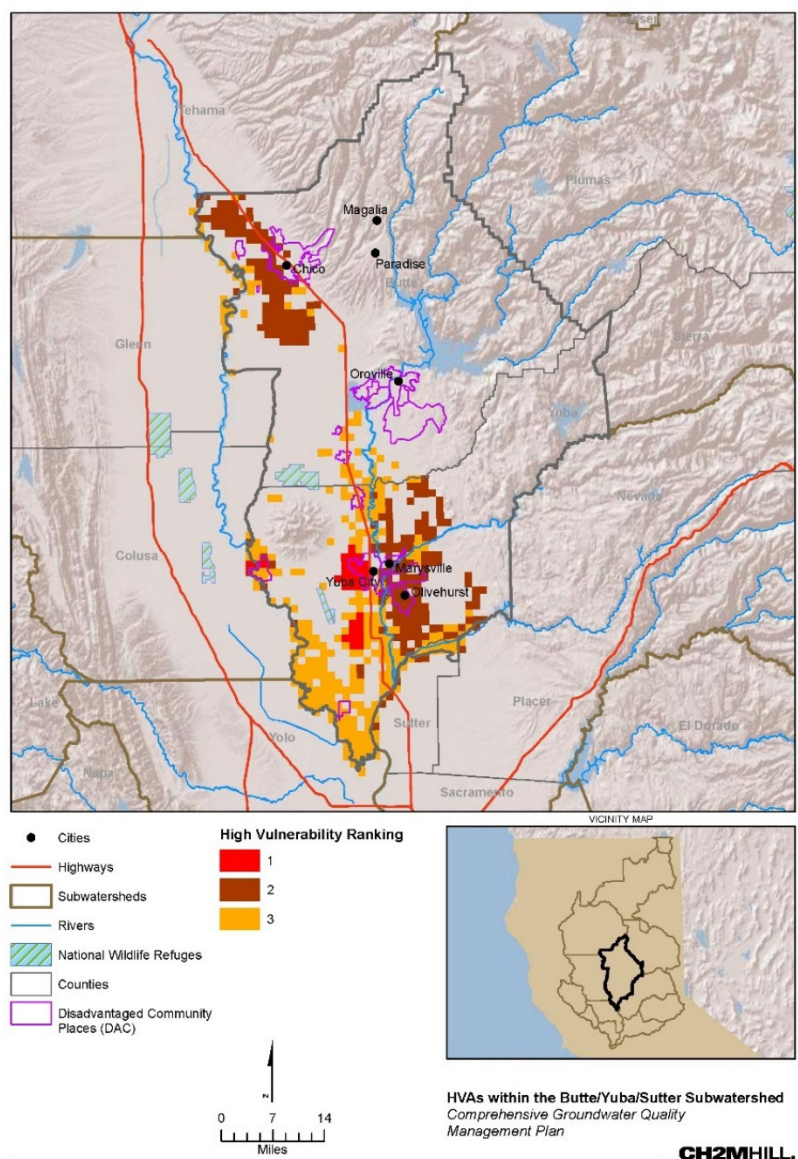 Tehama
Plumas
Magalia
Paradise
Chico
Butte
Glenn
Sierra
Oroville
Yuba
Nevada
Colusa
Marysville
Yuba City
Olivehurst
Placer
Lake
Sutter
El Dorado
Yolo
Napa
Sacramento
VICINITY MAP
Cities
Highways
Subwatersheds
Rivers
National Wildlife Refuges
Counties
Disadvantaged Community
Places (DAC)
High Vulnerability Ranking
1
2
3
z
0 7 14
Miles
HVAs within the Butte/Yuba/Sutter Subwatershed
Comprehensive Groundwater Quality
Management Plan
CH2MHILL.